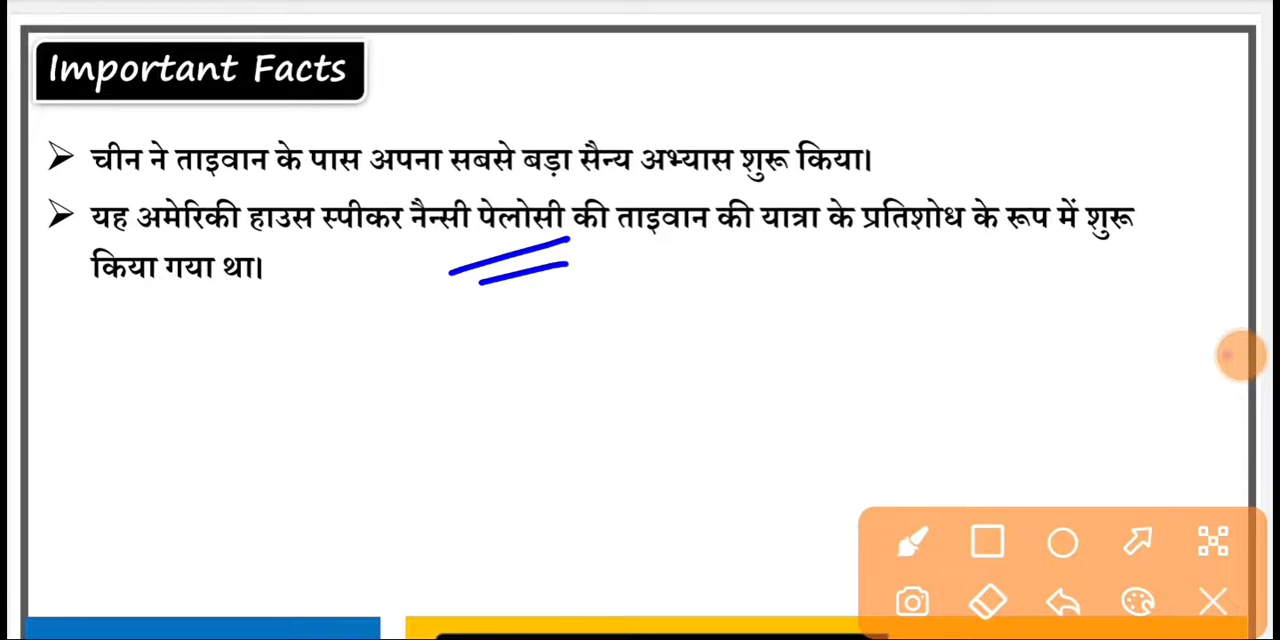 Important Facts
चीन ने ताइवान के पास अपना सबसे बड़ा सैन्य अभ्यास शुरू किया।
यह अमेरिकी हाउस स्पीकर नैन्सी पेलोसी की ताइवान की यात्रा के प्रतिशोध के रूप में शुरू
किया गया था।